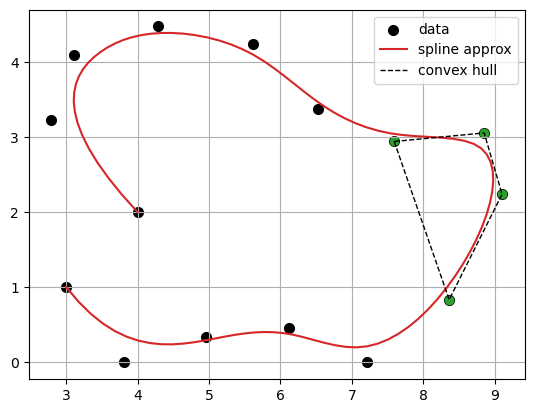 data
spline approx
convex hull
4
3
2
1
0
3 4 5 6 7 8 9